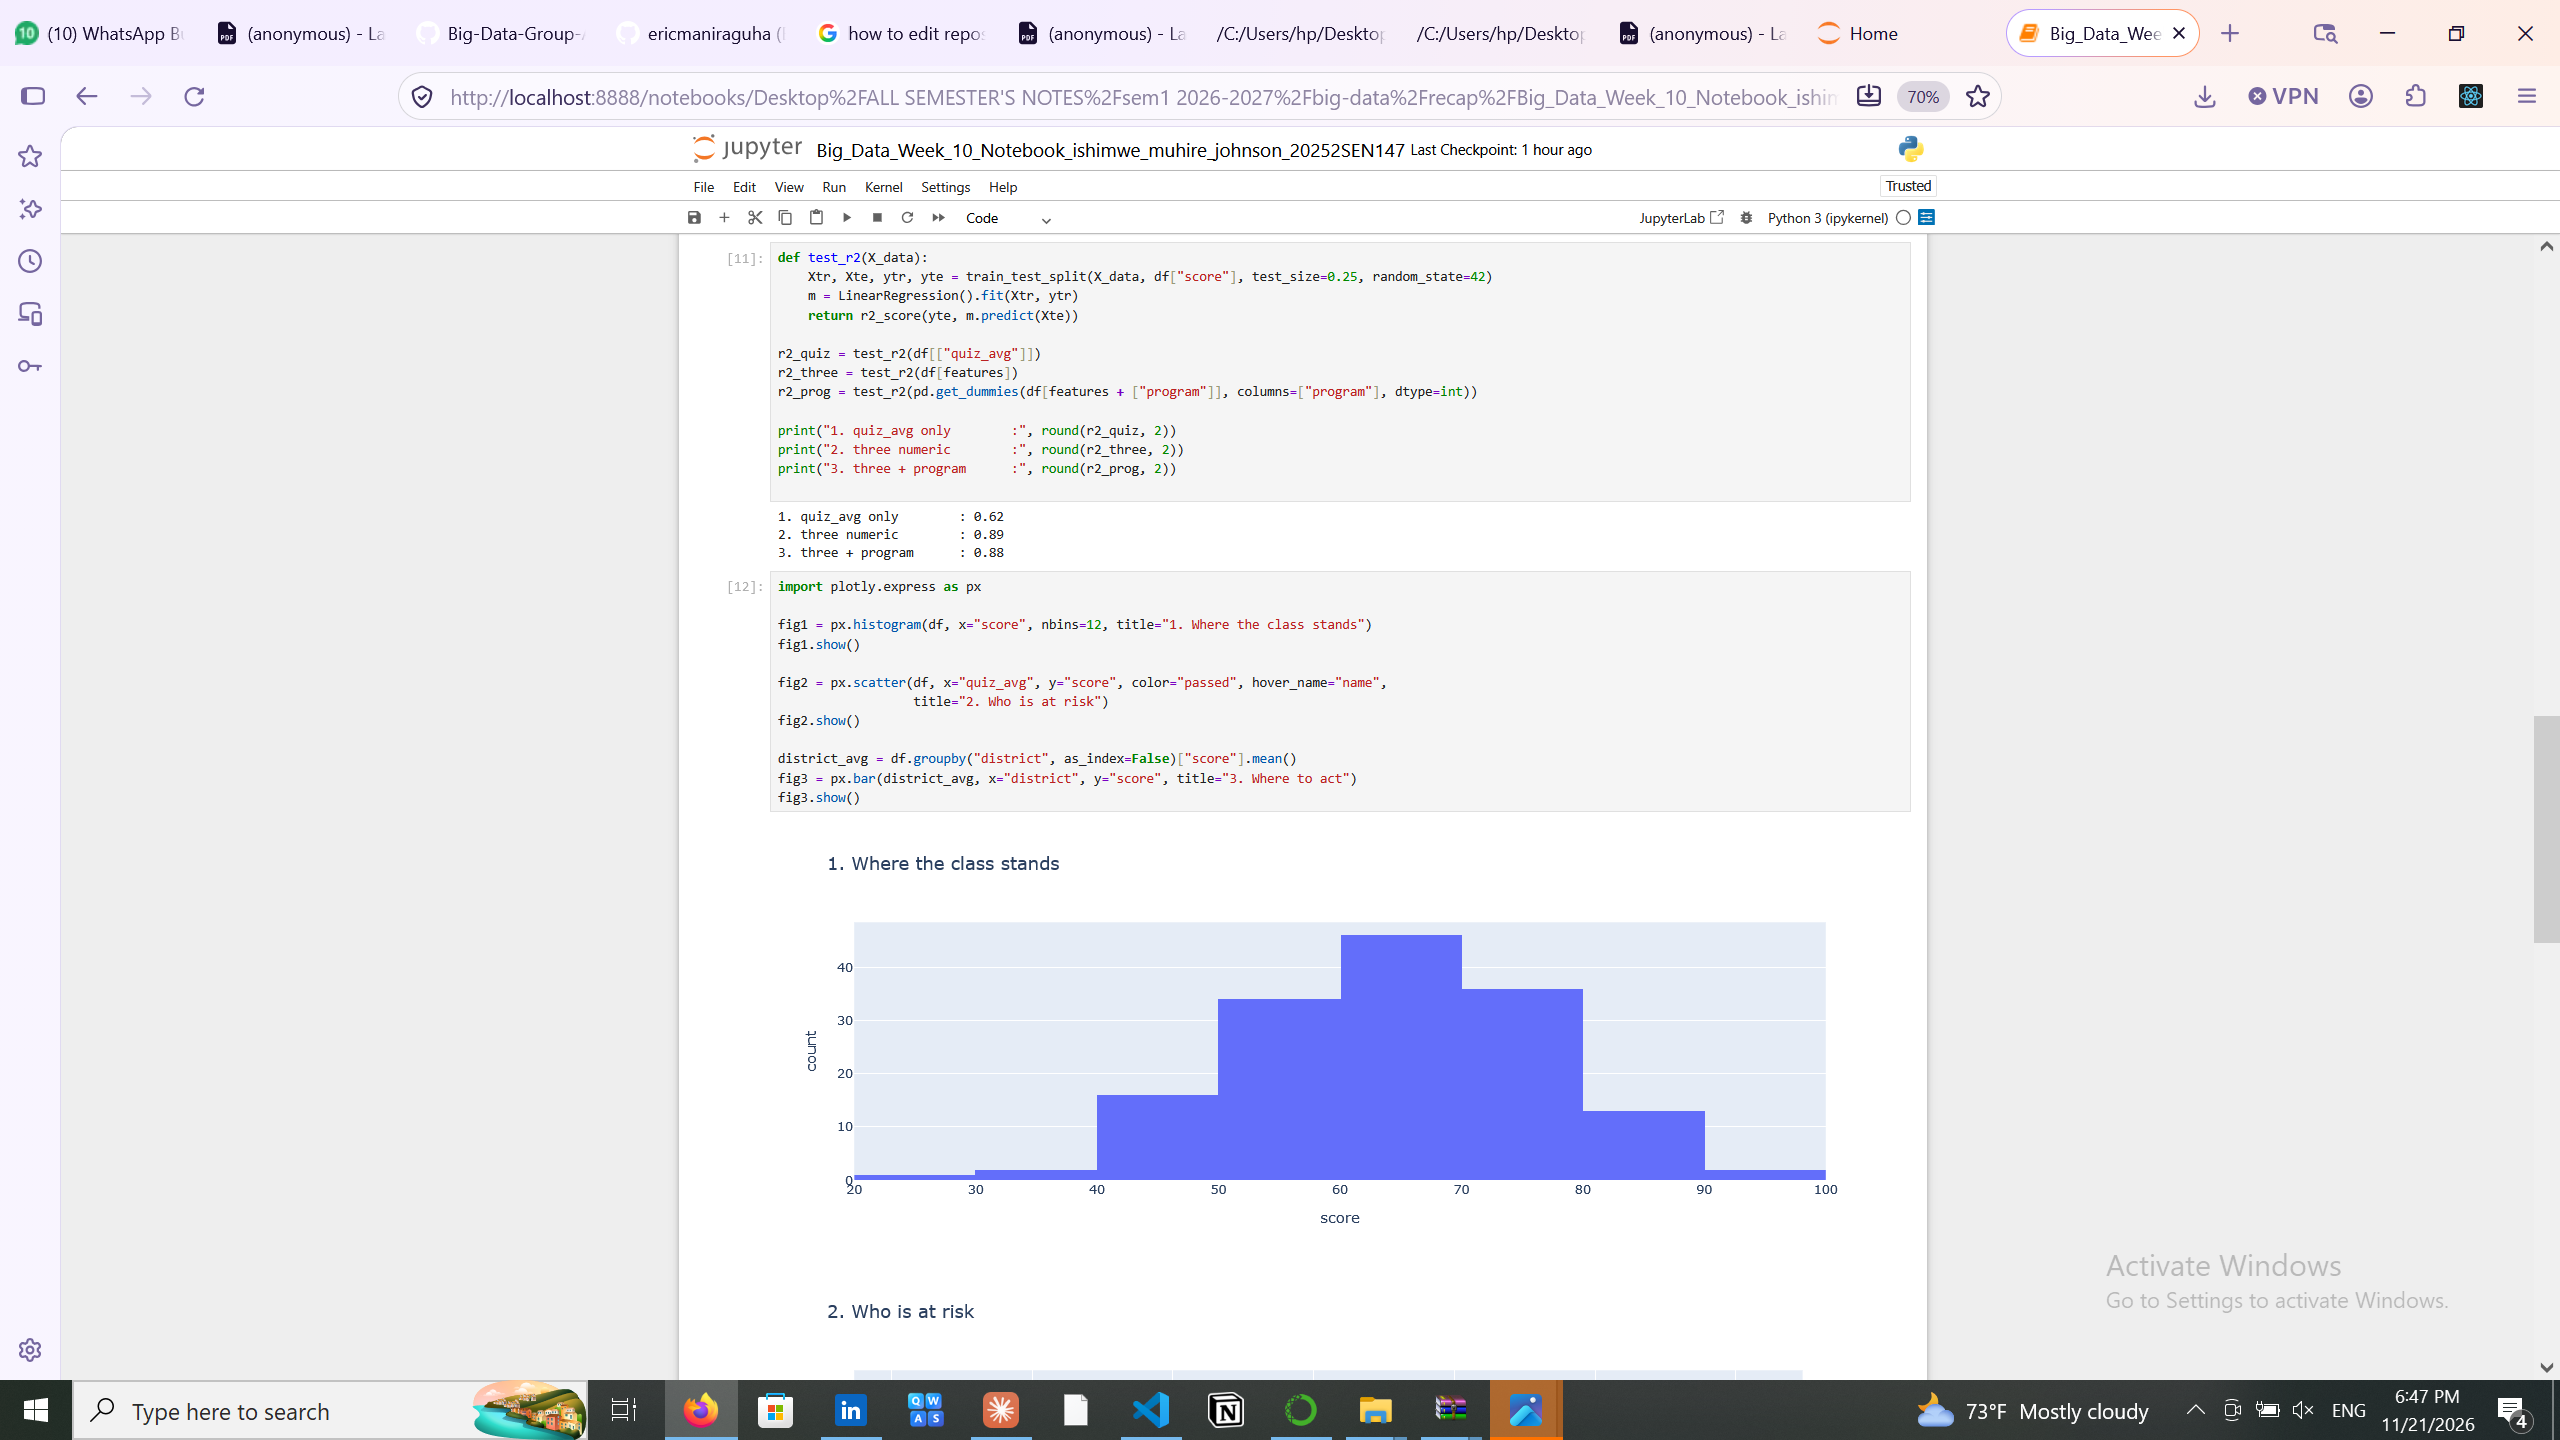 (10) WhatsApp Bu
(anonymous) - La
Big-Data-Group-A
ericmaniraguha (
how to edit repos
(anonymous) - La
/C:/Users/hp/Desktop
/C:/Users/hp/Desktop
(anonymous) - La
Home
Big_Data_Wee
http://localhost:8888/notebooks/Desktop%2FALL SEMESTER'S NOTES%2Fsem1 2026-2027%2Fbig-data%2Frecap%2FBig_Data_Week_10_Notebook_ishim
70%
VPN
jupyter Big_Data_Week_10_Notebook_ishimwe_muhire_johnson_20252SEN147 Last Checkpoint: 1 hour ago
File Edit View Run Kernel Settings Help
Trusted
Code
JupyterLab
Python 3 (ipykernel)
[11]: def test_r2(X_data):
    Xtr, Xte, ytr, yte = train_test_split(X_data, df["score"], test_size=0.25, random_state=42)
    m = LinearRegression().fit(Xtr, ytr)
    return r2_score(yte, m.predict(Xte))
r2_quiz = test_r2(df[["quiz_avg"]])
r2_three = test_r2(df[features])
r2_prog = test_r2(pd.get_dummies(df[features + ["program"]], columns=["program"], dtype=int))
print("1. quiz_avg only        :", round(r2_quiz, 2))
print("2. three numeric        :", round(r2_three, 2))
print("3. three + program      :", round(r2_prog, 2))
1. quiz_avg only        : 0.62
2. three numeric        : 0.89
3. three + program      : 0.88
[12]: import plotly.express as px
fig1 = px.histogram(df, x="score", nbins=12, title="1. Where the class stands")
fig1.show()
fig2 = px.scatter(df, x="quiz_avg", y="score", color="passed", hover_name="name",
                  title="2. Who is at risk")
fig2.show()
district_avg = df.groupby("district", as_index=False)["score"].mean()
fig3 = px.bar(district_avg, x="district", y="score", title="3. Where to act")
fig3.show()
1. Where the class stands
40
30
20
10
0
count
20 30 40 50 60 70 80 90 100
score
2. Who is at risk
Activate Windows
Go to Settings to activate Windows.
Type here to search
73°F Mostly cloudy
ENG
6:47 PM
11/21/2026
4